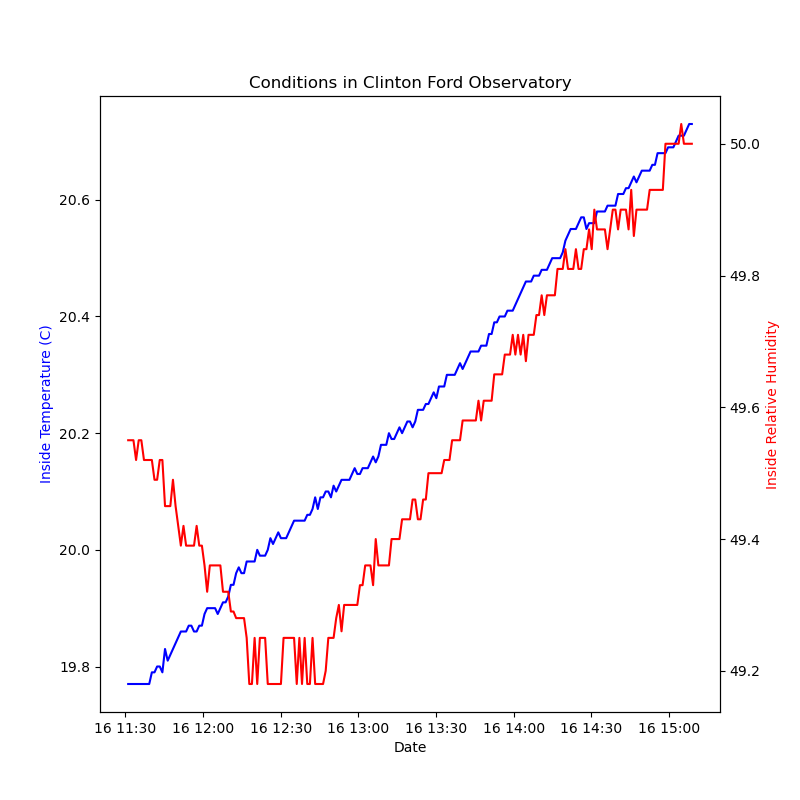 Conditions in Clinton Ford Observatory
20.6
20.4
20.2
20.0
19.8
Inside Temperature (C)
50.0
49.8
49.6
49.4
49.2
Inside Relative Humidity
16 11:30 16 12:00 16 12:30 16 13:00 16 13:30 16 14:00 16 14:30 16 15:00
Date